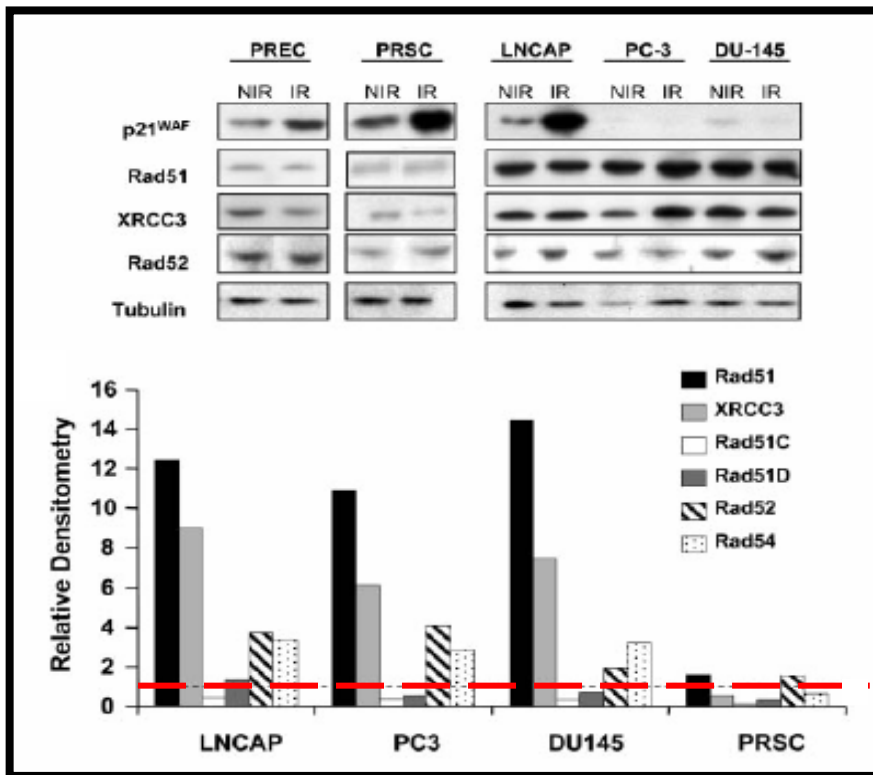 PREC PRSC LNCAP PC-3 DU-145
NIR IR NIR IR NIR IR NIR IR NIR IR
p21WAF
Rad51
XRCC3
Rad52
Tubulin
Relative Densitometry
16
14
12
10
8
6
4
2
0
Rad51
XRCC3
Rad51C
Rad51D
Rad52
Rad54
LNCAP PC3 DU145 PRSC